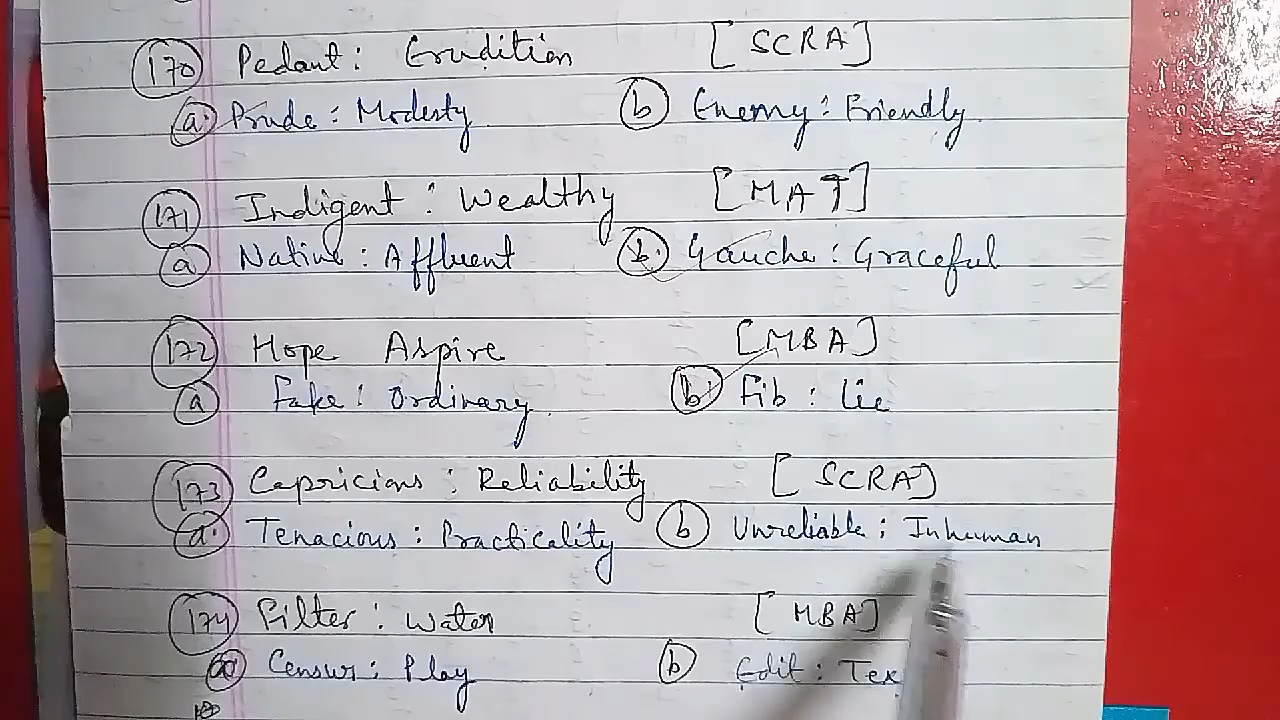 170 Pedant : Erudition [SCRA]
a. Prude : Modesty b Enemy : Friendly
171 Indigent : Wealthy [MAT]
a Native : Affluent b. Gauche : Graceful
172 Hope Aspire [MBA]
a Fake : Ordinary b. Fib : Lie
173 Capricious : Reliability [SCRA]
a. Tenacious : Practicality b Unreliable : Inhuman
174 Filter : Water [MBA]
a Censur : Play b Edit : Tex